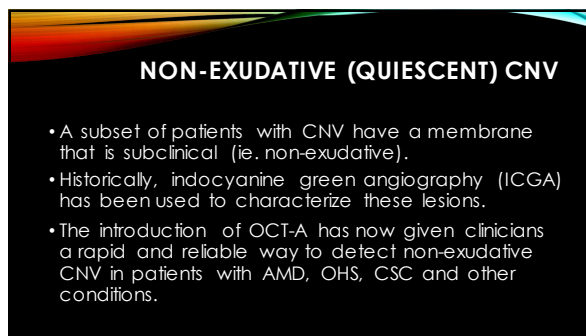 NON-EXUDATIVE (QUIESCENT) CNV
• A subset of patients with CNV have a membrane
that is subclinical (ie. non-exudative).
• Historically, indocyanine green angiography (ICGA)
has been used to characterize these lesions.
• The introduction of OCT-A has now given clinicians
a rapid and reliable way to detect non-exudative
CNV in patients with AMD, OHS, CSC and other
conditions.